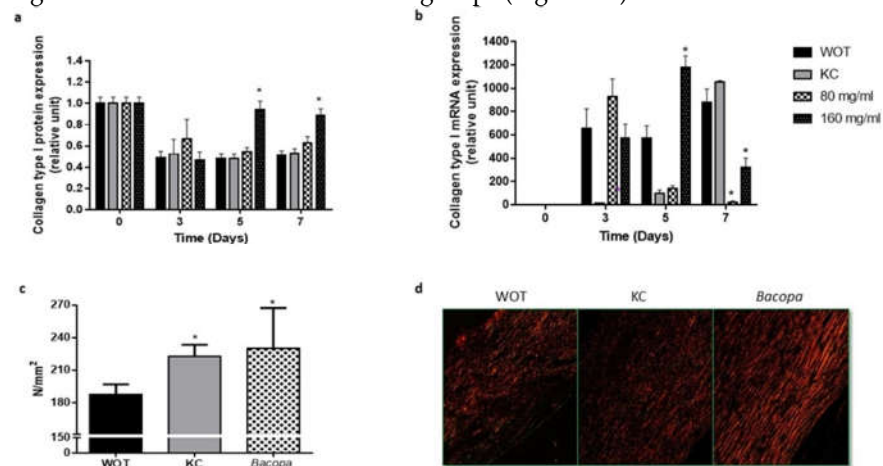 a
Collagen type I protein expression
(relative unit)
1.4
1.2
1.0
0.8
0.6
0.4
0.2
0.0
0
3
5
7
Time (Days)
*
*
b
Collagen type I mRNA expression
(relative unit)
1400
1200
1000
800
600
400
200
0
0
3
5
7
Time (Days)
*
*
*
WOT
KC
80 mg/ml
160 mg/ml
c
N/mm²
270
240
210
180
150
0
*
*
WOT
KC
Bacopa
d
WOT
KC
Bacopa